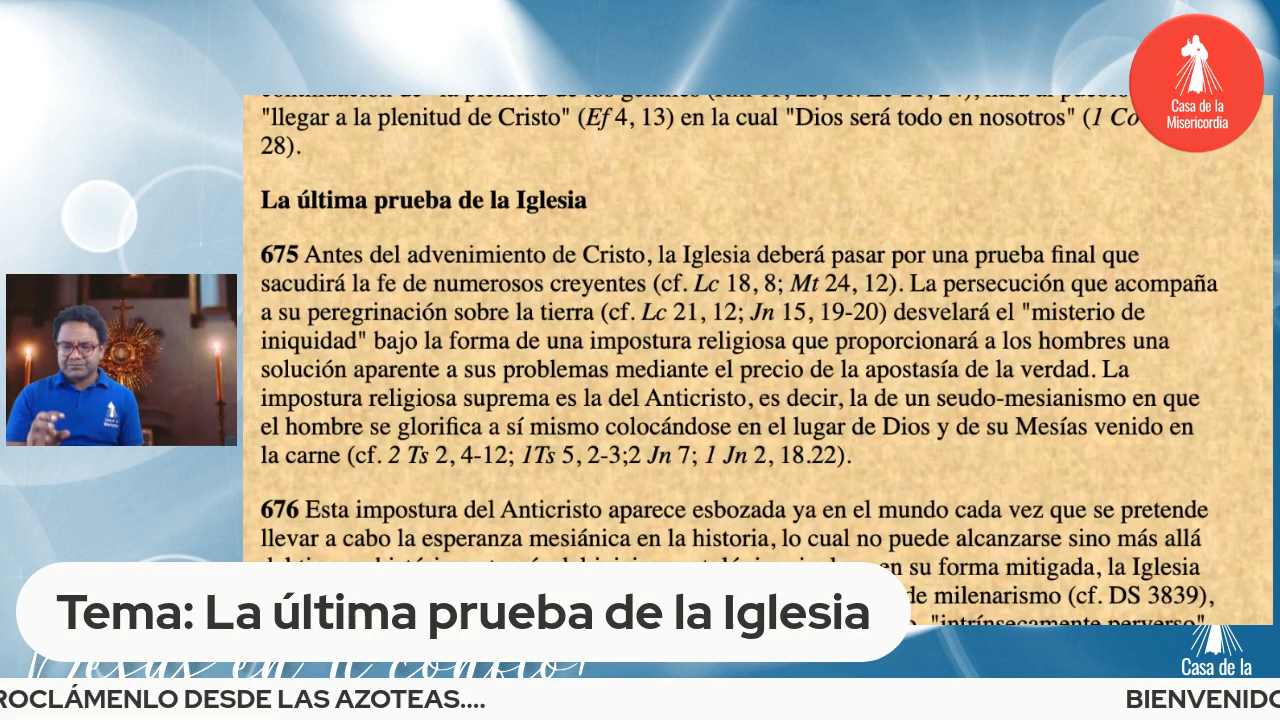 "llegar a la plenitud de Cristo" (Ef 4, 13) en la cual "Dios será todo en nosotros" (1 Co
28).
La última prueba de la Iglesia
675 Antes del advenimiento de Cristo, la Iglesia deberá pasar por una prueba final que
sacudirá la fe de numerosos creyentes (cf. Lc 18, 8; Mt 24, 12). La persecución que acompaña
a su peregrinación sobre la tierra (cf. Lc 21, 12; Jn 15, 19-20) desvelará el "misterio de
iniquidad" bajo la forma de una impostura religiosa que proporcionará a los hombres una
solución aparente a sus problemas mediante el precio de la apostasía de la verdad. La
impostura religiosa suprema es la del Anticristo, es decir, la de un seudo-mesianismo en que
el hombre se glorifica a sí mismo colocándose en el lugar de Dios y de su Mesías venido en
la carne (cf. 2 Ts 2, 4-12; 1Ts 5, 2-3;2 Jn 7; 1 Jn 2, 18.22).
676 Esta impostura del Anticristo aparece esbozada ya en el mundo cada vez que se pretende
llevar a cabo la esperanza mesiánica en la historia, lo cual no puede alcanzarse sino más allá
en su forma mitigada, la Iglesia
de milenarismo (cf. DS 3839),
"intrínsecamente perverso"
Casa de la
Misericordia
Tema: La última prueba de la Iglesia
Jesús en ti confío!
Casa de la
ROCLÁMENLO DESDE LAS AZOTEAS.... BIENVENIDO